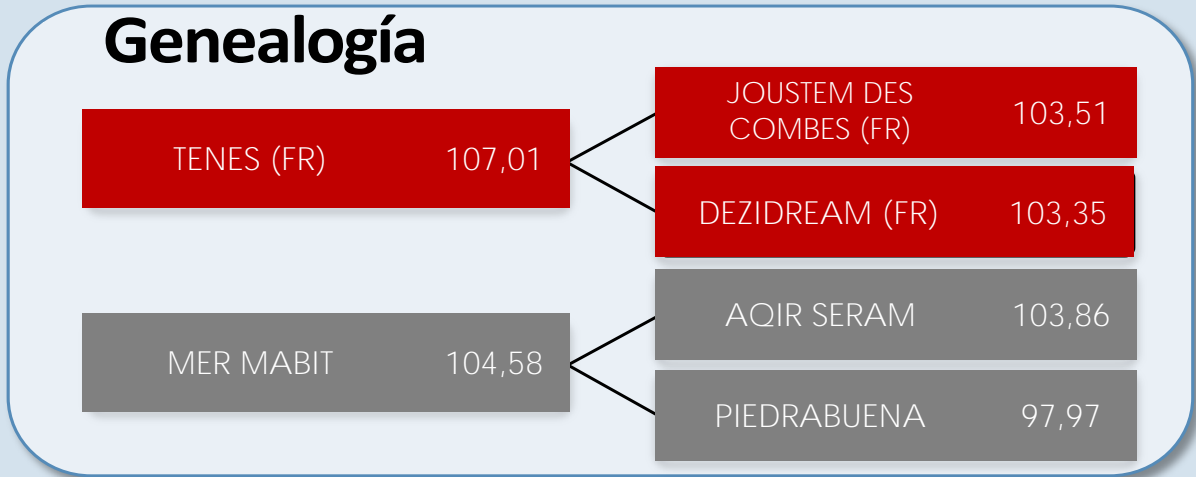 Genealogía
TENES (FR) 107,01
JOUSTEM DES
COMBES (FR) 103,51
DEZIDREAM (FR) 103,35
MER MABIT 104,58
AQIR SERAM 103,86
PIEDRABUENA 97,97